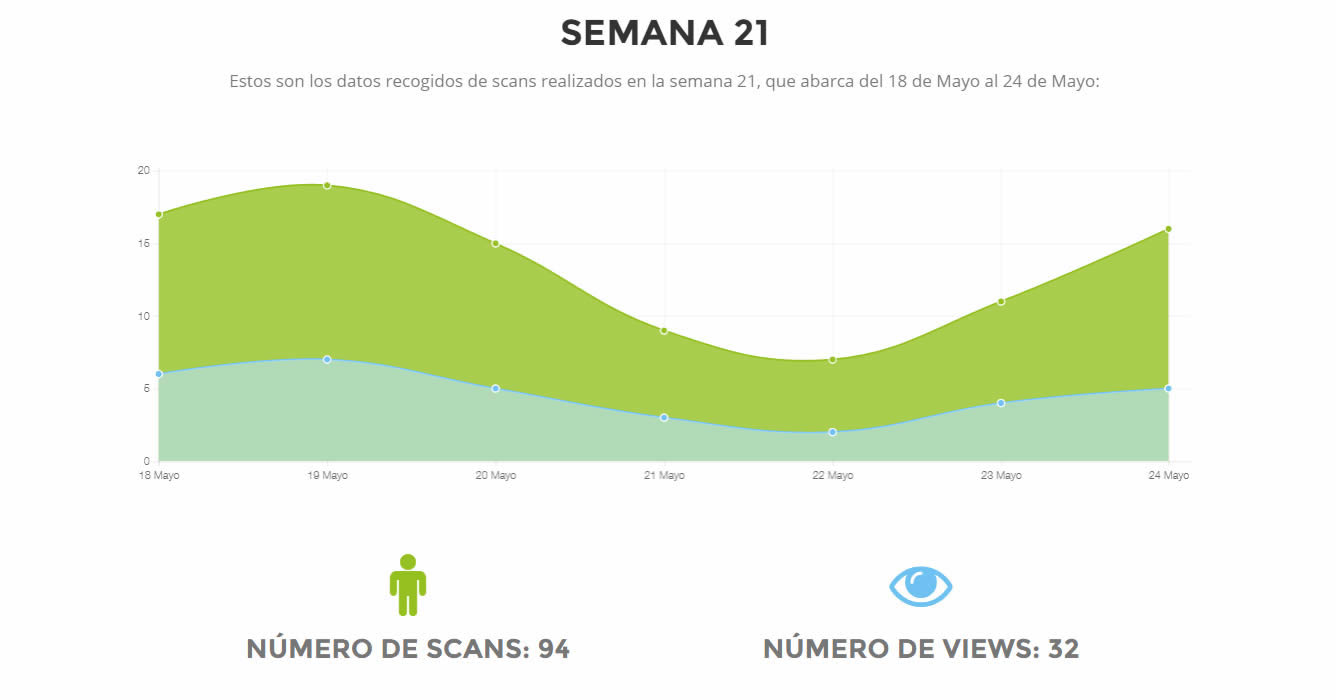 SEMANA 21
Estos son los datos recogidos de scans realizados en la semana 21, que abarca del 18 de Mayo al 24 de Mayo:
20
15
10
5
0
18 Mayo 19 Mayo 20 Mayo 21 Mayo 22 Mayo 23 Mayo 24 Mayo
NÚMERO DE SCANS: 94 NÚMERO DE VIEWS: 32